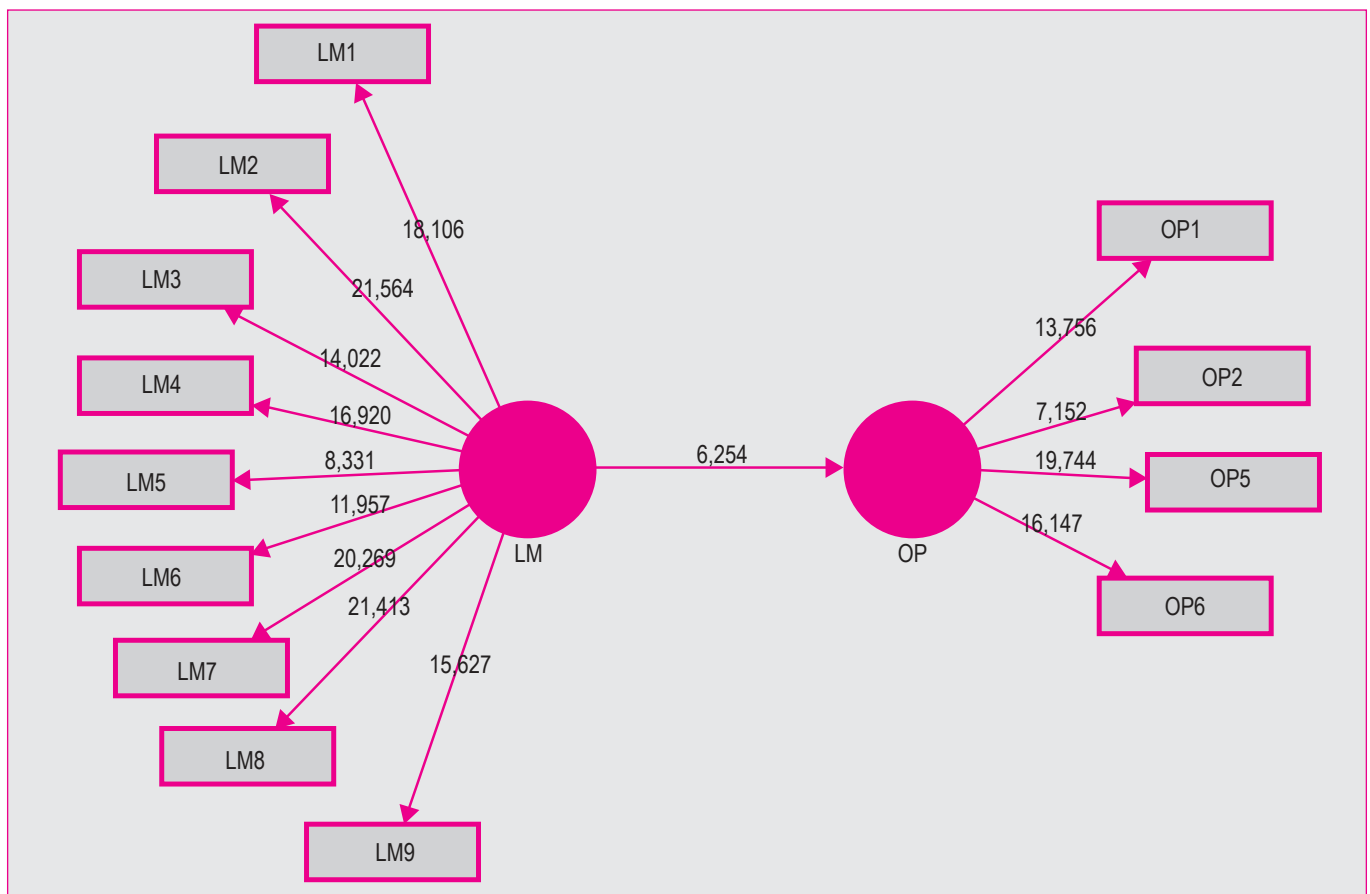 LM1
LM2
18,106
OP1
LM3
21,564
13,756
14,022
LM4
OP2
16,920
7,152
8,331
6,254
19,744
LM5
OP5
11,957
16,147
LM
OP
20,269
LM6
OP6
21,413
15,627
LM7
LM8
LM9